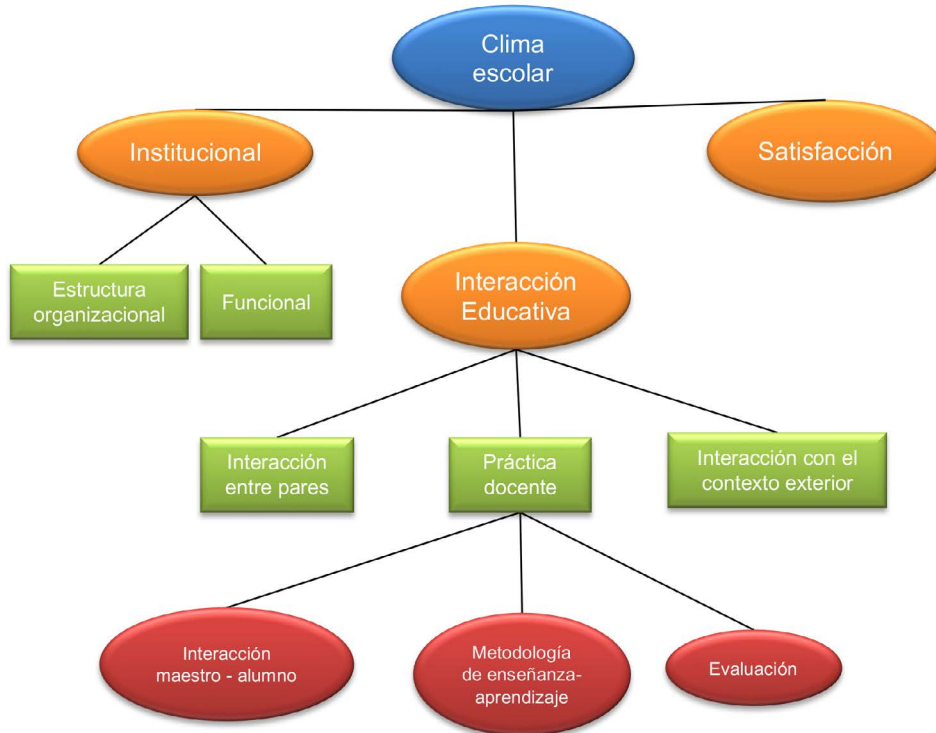 Clima
escolar
Institucional
Satisfacción
Estructura
organizacional
Funcional
Interacción
Educativa
Interacción
entre pares
Práctica
docente
Interacción con el
contexto exterior
Interacción
maestro - alumno
Metodología
de enseñanza-
aprendizaje
Evaluación